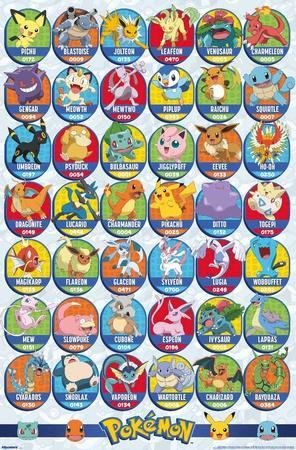 PICHU BLASTOISE JOLTEON LEAFEON VENUSAUR CHARMELEON
0172 0009 0135 0470 0003 0005
GENGAR MEOWTH MEWTWO PIPLUP RAICHU SQUIRTLE
0094 0052 0150 0393 0026 0007
UMBREON PSYDUCK BULBASAUR JIGGLYPUFF EEVEE HO-OH
0197 0054 0001 0039 0133 0250
DRAGONITE LUCARIO CHARMANDER PIKACHU DITTO TOGEPI
0149 0448 0004 0025 0132 0175
MAGIKARP FLAREON GLACEON SYLVEON LUGIA WOBBUFFET
0129 0136 0471 0700 0249 0202
MEW SLOWPOKE CUBONE ESPEON IVYSAUR LAPRAS
0151 0079 0104 0196 0002 0131
GYARADOS SNORLAX VAPOREON WARTORTLE CHARIZARD RAYQUAZA
0130 0143 0134 0008 0006 0384
POKéMON